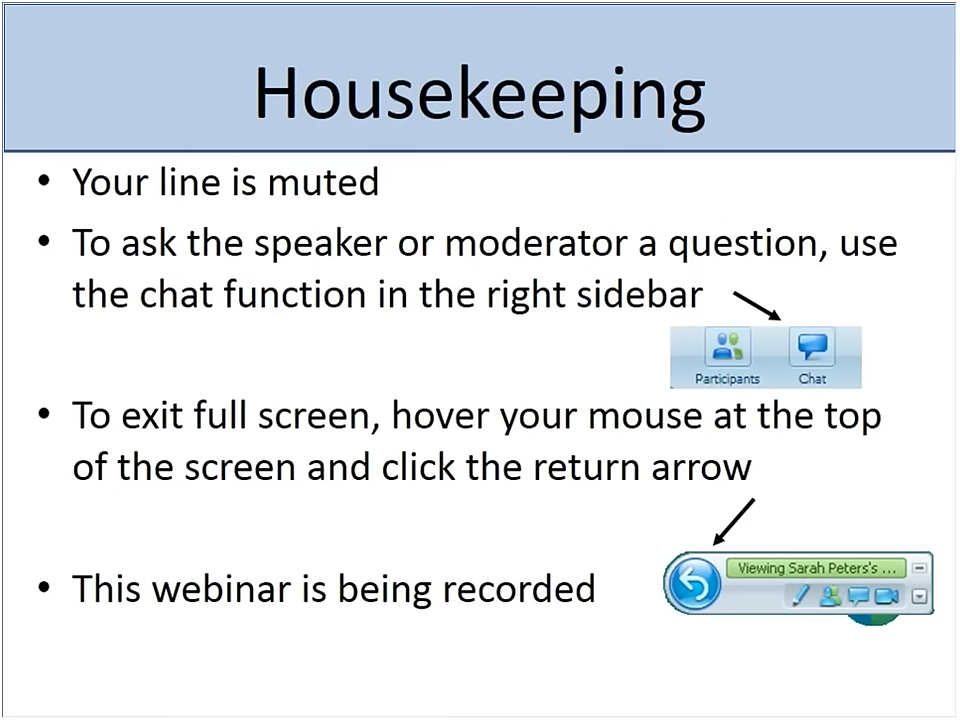 Housekeeping
• Your line is muted
• To ask the speaker or moderator a question, use
the chat function in the right sidebar
Participants Chat
• To exit full screen, hover your mouse at the top
of the screen and click the return arrow
Viewing Sarah Peters's ...
• This webinar is being recorded